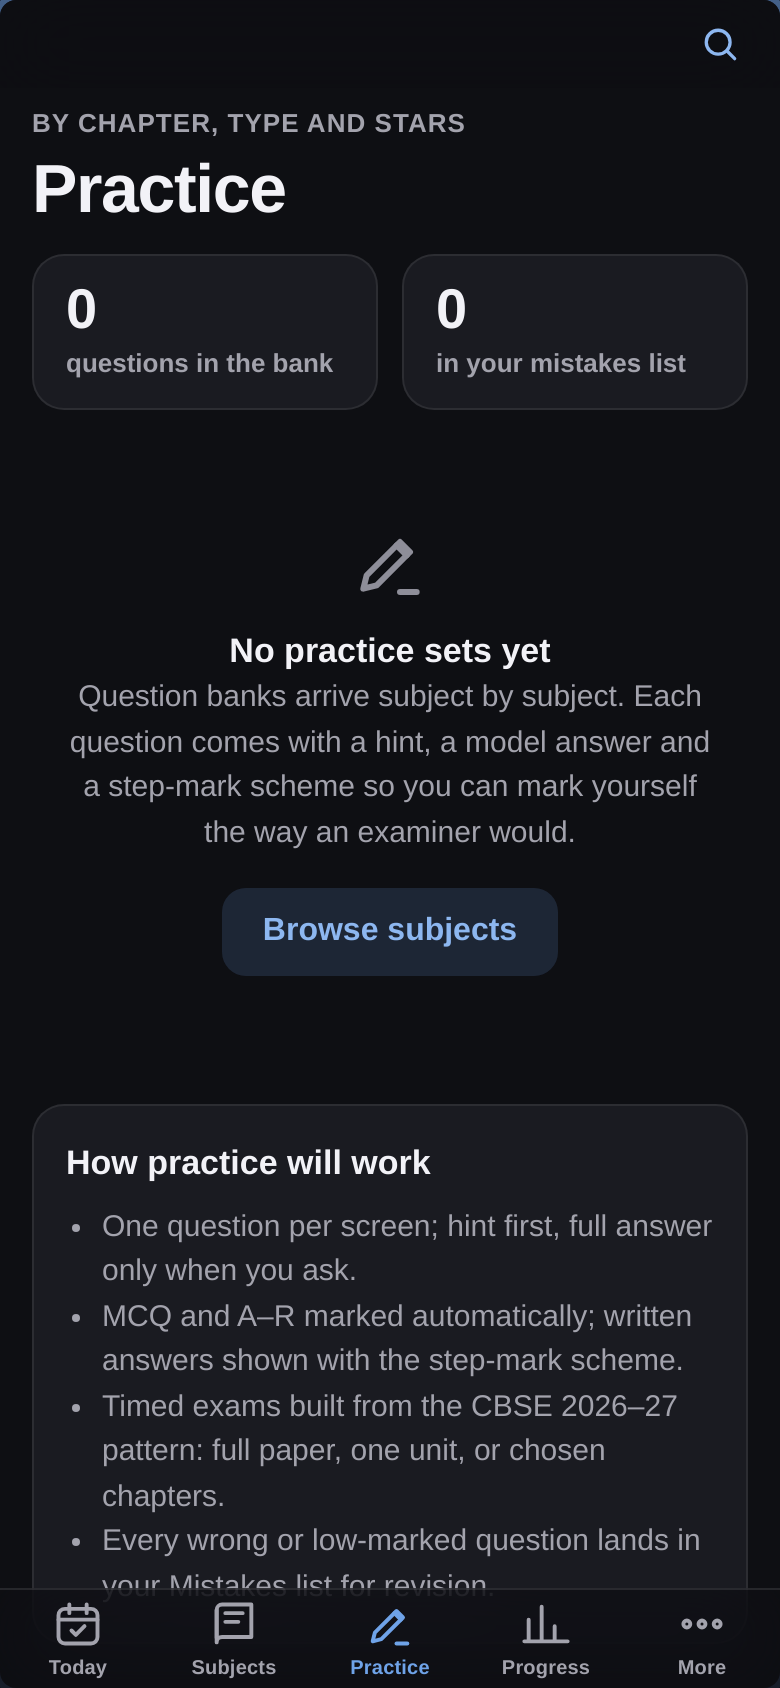 BY CHAPTER, TYPE AND STARS
Practice
0
questions in the bank
0
in your mistakes list
No practice sets yet
Question banks arrive subject by subject. Each
question comes with a hint, a model answer and
a step-mark scheme so you can mark yourself
the way an examiner would.
Browse subjects
How practice will work
• One question per screen; hint first, full answer
only when you ask.
• MCQ and A–R marked automatically; written
answers shown with the step-mark scheme.
• Timed exams built from the CBSE 2026–27
pattern: full paper, one unit, or chosen
chapters.
• Every wrong or low-marked question lands in
your Mistakes list for revision.
Today
Subjects
Practice
Progress
More